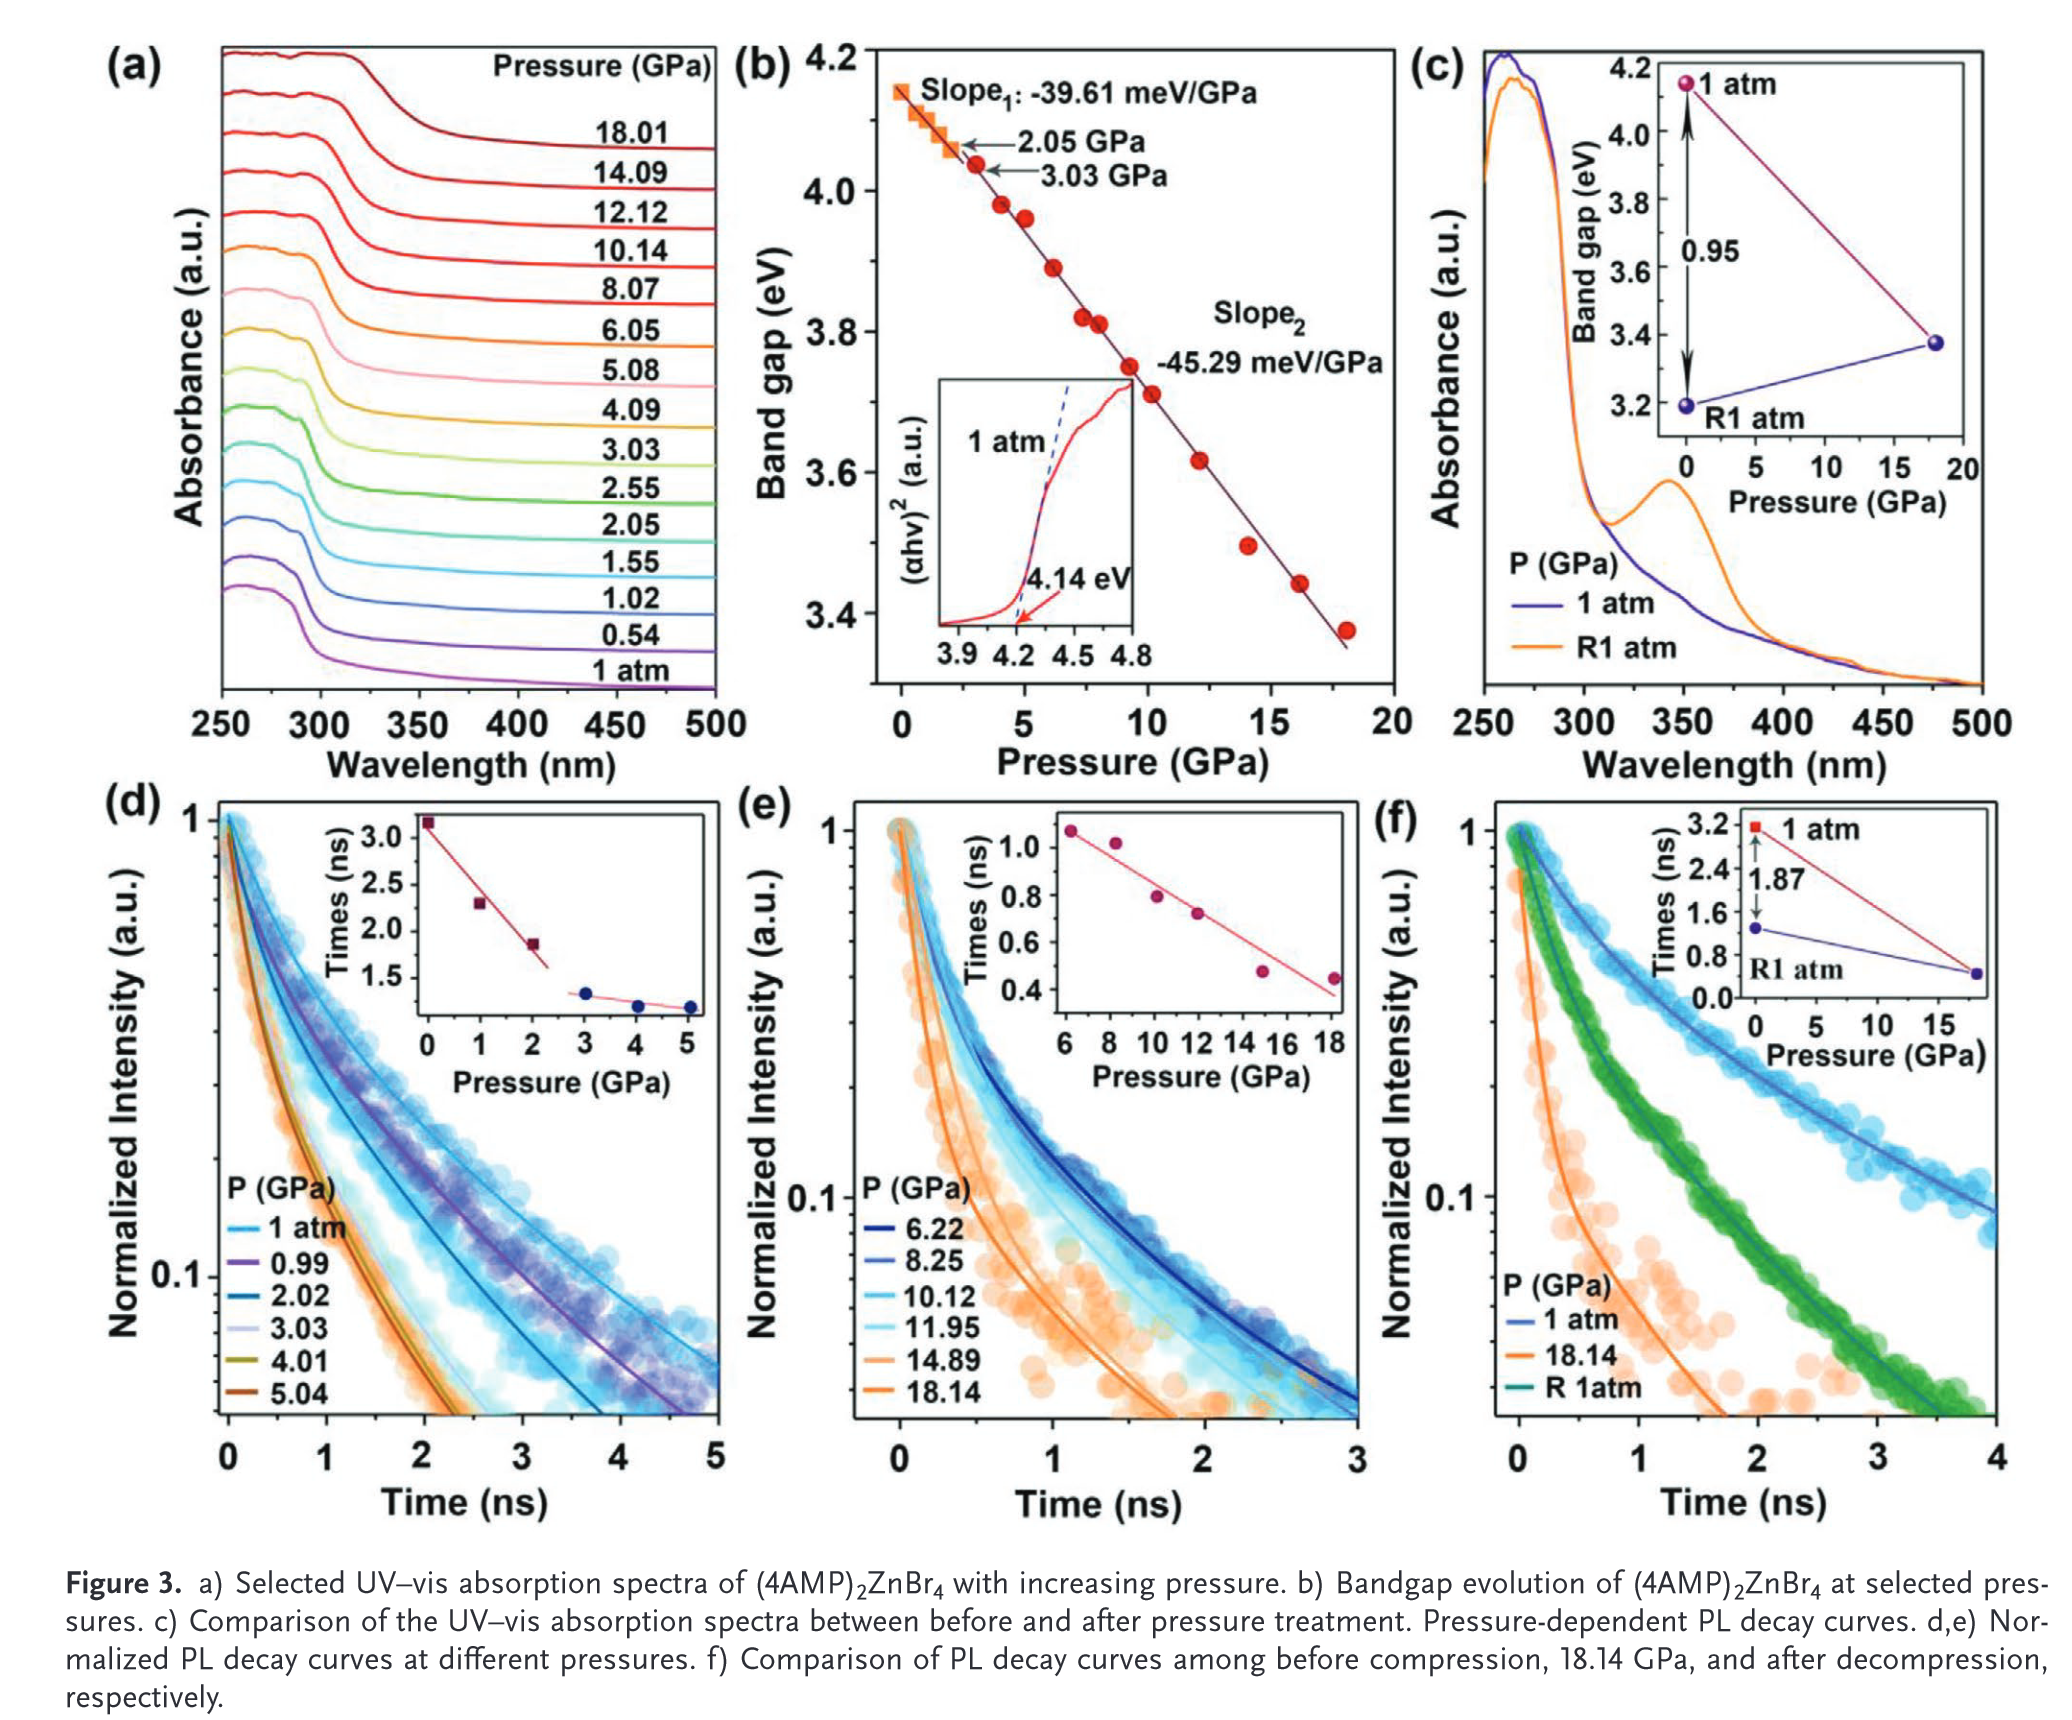 (a)
Pressure (GPa)
18.01
14.09
12.12
10.14
8.07
6.05
5.08
4.09
3.03
2.55
2.05
1.55
1.02
0.54
1 atm
Absorbance (a.u.)
250 300 350 400 450 500
Wavelength (nm)
(b)
4.2
4.0
3.8
3.6
3.4
Band gap (eV)
Slope1: -39.61 meV/GPa
2.05 GPa
3.03 GPa
Slope2
-45.29 meV/GPa
(αhν)2 (a.u.)
1 atm
4.14 eV
3.9 4.2 4.5 4.8
0 5 10 15 20
Pressure (GPa)
(c)
Absorbance (a.u.)
4.2
4.0
3.8
3.6
3.4
3.2
Band gap (eV)
1 atm
0.95
R1 atm
0 5 10 15 20
Pressure (GPa)
P (GPa)
1 atm
R1 atm
250 300 350 400 450 500
Wavelength (nm)
(d)
1
0.1
Normalized Intensity (a.u.)
3.0
2.5
2.0
1.5
Times (ns)
0 1 2 3 4 5
Pressure (GPa)
P (GPa)
1 atm
0.99
2.02
3.03
4.01
5.04
0 1 2 3 4 5
Time (ns)
(e)
1
0.1
Normalized Intensity (a.u.)
1.0
0.8
0.6
0.4
Times (ns)
6 8 10 12 14 16 18
Pressure (GPa)
P (GPa)
6.22
8.25
10.12
11.95
14.89
18.14
0 1 2 3
Time (ns)
(f)
1
0.1
Normalized Intensity (a.u.)
3.2
2.4
1.6
0.8
0.0
Times (ns)
1 atm
1.87
R1 atm
0 5 10 15
Pressure (GPa)
P (GPa)
1 atm
18.14
R 1atm
0 1 2 3 4
Time (ns)
Figure 3. a) Selected UV–vis absorption spectra of (4AMP)2ZnBr4 with increasing pressure. b) Bandgap evolution of (4AMP)2ZnBr4 at selected pres-
sures. c) Comparison of the UV–vis absorption spectra between before and after pressure treatment. Pressure-dependent PL decay curves. d,e) Nor-
malized PL decay curves at different pressures. f) Comparison of PL decay curves among before compression, 18.14 GPa, and after decompression,
respectively.